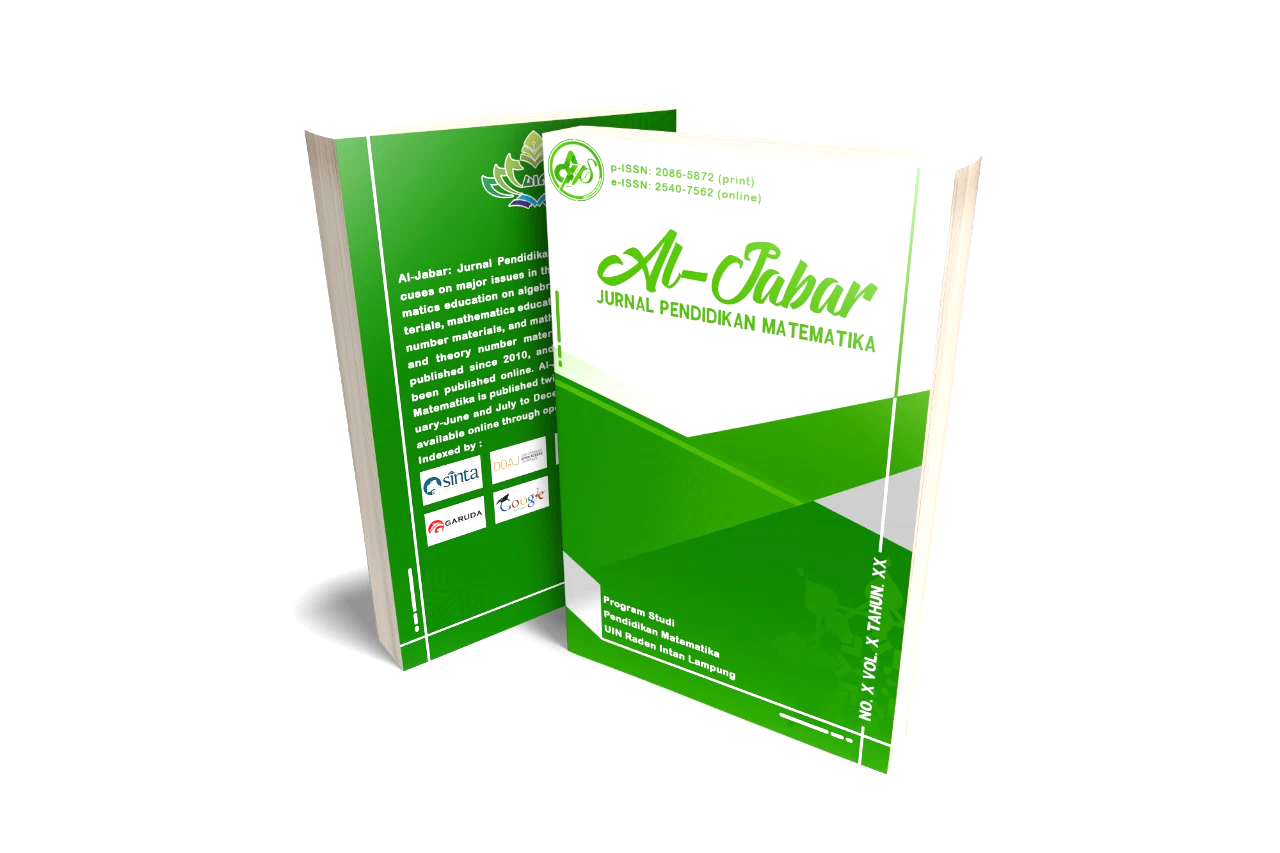 p-ISSN: 2086-5872 (print)
e-ISSN: 2540-7562 (online)
Al-Jabar
JURNAL PENDIDIKAN MATEMATIKA
Program Studi
Pendidikan Matematika
UIN Raden Intan Lampung
NO. X VOL. X TAHUN. XX
Al-Jabar: Jurnal Pendidika
cuses on major issues in th
matics education on algebr
terials, mathematics educat
number materials, and math
and theory number mater
published since 2010, and
been published online. Al-
Matematika is published twi
uary-June and July to Dece
available online through ope
Indexed by :
sinta
DOAJ
GARUDA
Google